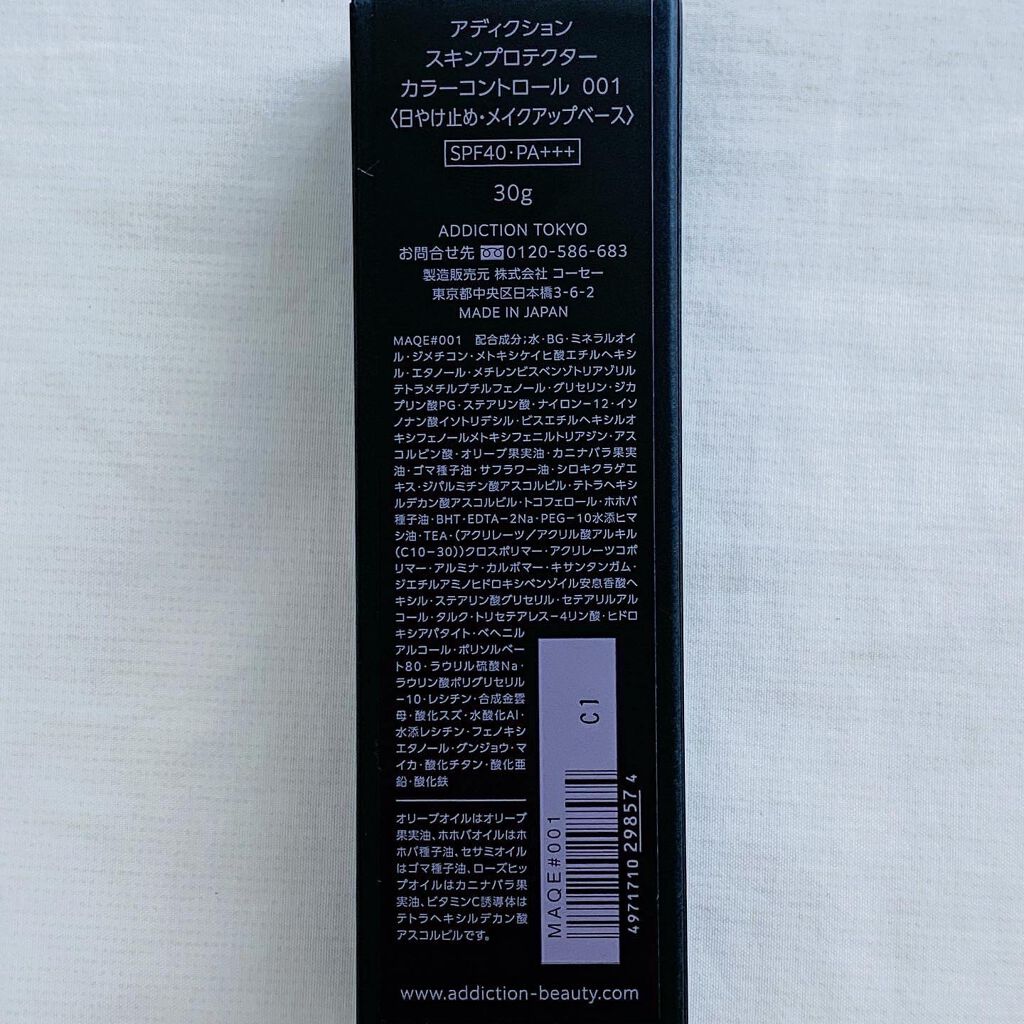 アディクション
スキンプロテクター
カラーコントロール 001
〈日やけ止め・メイクアップベース〉
SPF40・PA+++
30g
ADDICTION TOKYO
お問合せ先 0120-586-683
製造販売元 株式会社 コーセー
東京都中央区日本橋3-6-2
MADE IN JAPAN
MAQE#001 配合成分;水・BG・ミネラルオイ
ル・ジメチコン・メトキシケイヒ酸エチルヘキシ
ル・エタノール・メチレンビスベンゾトリアゾリル
テトラメチルブチルフェノール・グリセリン・ジカ
プリン酸PG・ステアリン酸・ナイロン-12・イソ
ノナン酸イソトリデシル・ビスエチルヘキシルオ
キシフェノールメトキシフェニルトリアジン・アス
コルビン酸・オリーブ果実油・カニナバラ果実
油・ゴマ種子油・サフラワー油・シロキクラゲエ
キス・ジパルミチン酸アスコルビル・テトラヘキシ
ルデカン酸アスコルビル・トコフェロール・ホホバ
種子油・BHT・EDTA-2Na・PEG-10水添ヒマ
シ油・TEA・(アクリレーツ/アクリル酸アルキル
(C10-30))クロスポリマー・アクリレーツコポ
リマー・アルミナ・カルボマー・キサンタンガム・
ジエチルアミノヒドロキシベンゾイル安息香酸ヘ
キシル・ステアリン酸グリセリル・セテアリルアル
コール・タルク・トリセテアレス-4リン酸・ヒドロ
キシアパタイト・ベヘニル
アルコール・ポリソルベー
ト80・ラウリル硫酸Na・
ラウリン酸ポリグリセリル
-10・レシチン・合成金雲
母・酸化スズ・水酸化Al・
水添レシチン・フェノキシ
エタノール・グンジョウ・マ
イカ・酸化チタン・酸化亜
鉛・酸化鉄
オリーブオイルはオリーブ
果実油、ホホバオイルはホ
ホバ種子油、セサミオイル
はゴマ種子油、ローズヒッ
プオイルはカニナバラ果
実油、ビタミンC誘導体は
テトラヘキシルデカン酸
アスコルビルです。
C1
MAQE#001
4971710 298574
www.addiction-beauty.com